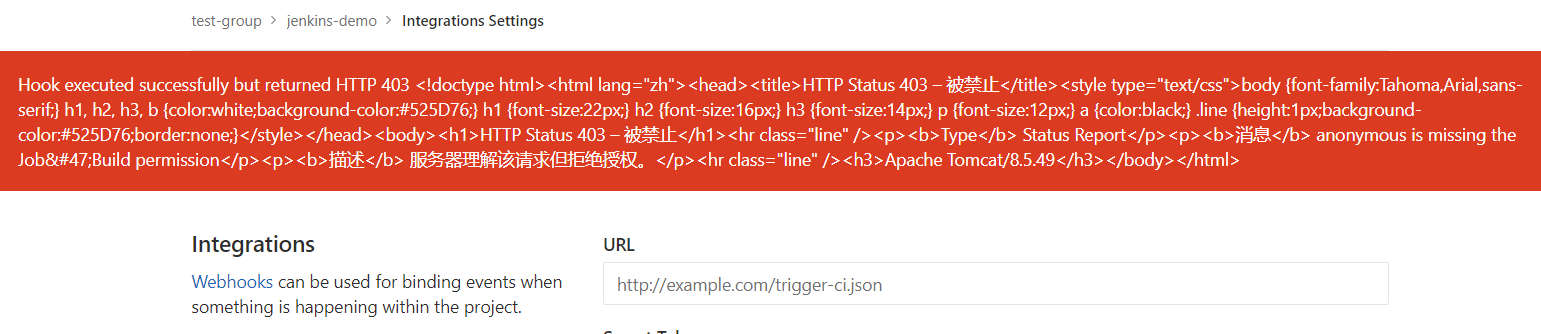 test-group > jenkins-demo > Integrations Settings
Hook executed successfully but returned HTTP 403 <!doctype html><html lang="zh"><head><title>HTTP Status 403 – 被禁止</title><style type="text/css">body {font-family:Tahoma,Arial,sans-
serif;} h1, h2, h3, b {color:white;background-color:#525D76;} h1 {font-size:22px;} h2 {font-size:16px;} h3 {font-size:14px;} p {font-size:12px;} a {color:black;} .line {height:1px;background-
color:#525D76;border:none;}</style></head><body><h1>HTTP Status 403 – 被禁止</h1><hr class="line" /><p><b>Type</b> Status Report</p><p><b>消息</b> anonymous is missing the
Job&#47;Build permission</p><p><b>描述</b> 服务器理解该请求但拒绝授权。</p><hr class="line" /><h3>Apache Tomcat/8.5.49</h3></body></html>
Integrations
Webhooks can be used for binding events when
something is happening within the project.
URL
http://example.com/trigger-ci.json